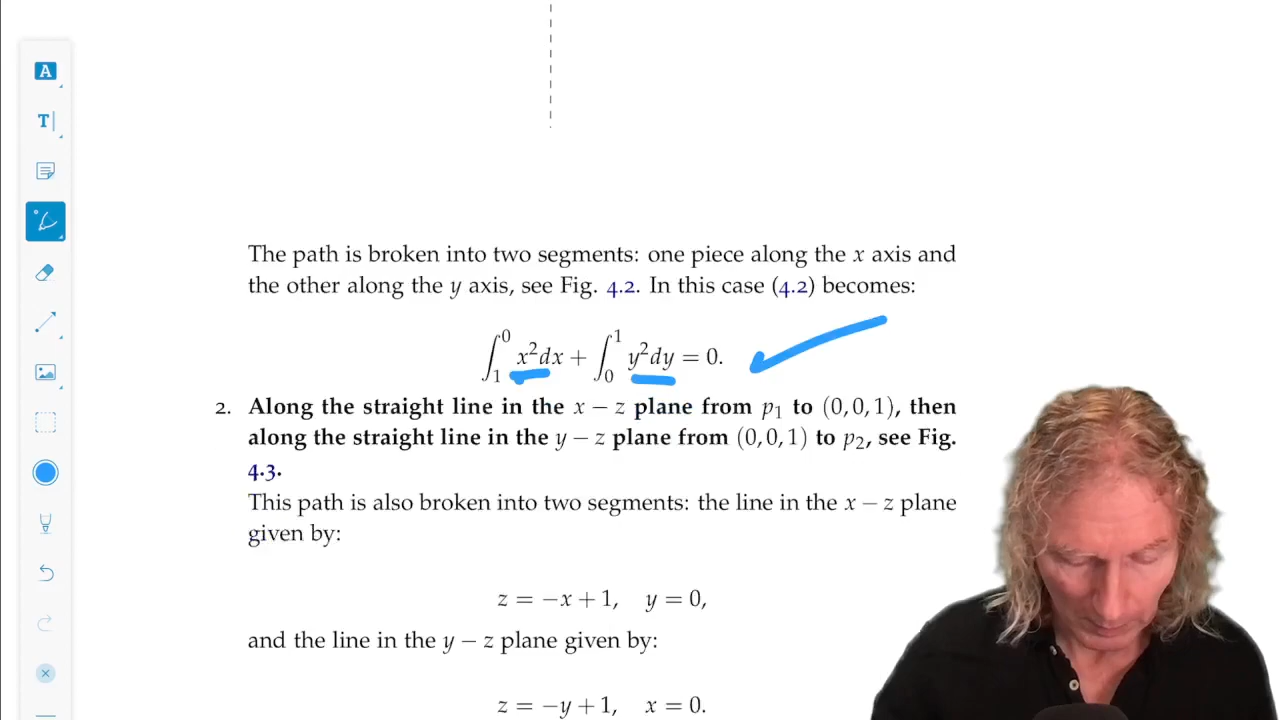 A
T
The path is broken into two segments: one piece along the x axis and
the other along the y axis, see Fig. 4.2. In this case (4.2) becomes:
∫₁⁰ x²dx + ∫₀¹ y²dy = 0.
2. Along the straight line in the x − z plane from p₁ to (0,0,1), then
along the straight line in the y − z plane from (0,0,1) to p₂, see Fig.
4.3.
This path is also broken into two segments: the line in the x − z plane
given by:
z = −x + 1, y = 0,
and the line in the y − z plane given by:
z = −y + 1, x = 0.